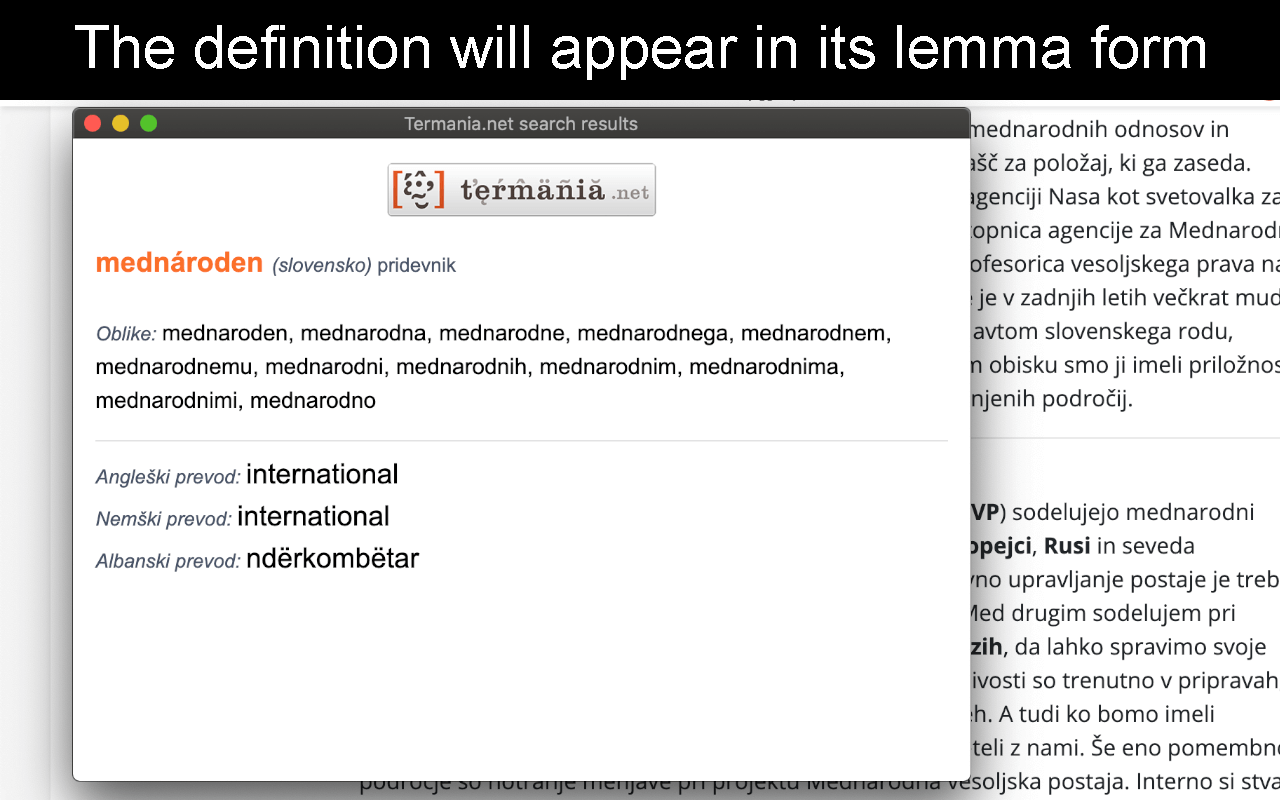 The definition will appear in its lemma form
Termania.net search results
[ ] t'ęŕm̂äñiă .net
mednároden (slovensko) pridevnik
Oblike: mednaroden, mednarodna, mednarodne, mednarodnega, mednarodnem,
mednarodnemu, mednarodni, mednarodnih, mednarodnim, mednarodnima,
mednarodnimi, mednarodno
Angleški prevod: international
Nemški prevod: international
Albanski prevod: ndërkombëtar
mednarodnih odnosov in
ašč za položaj, ki ga zaseda.
agenciji Nasa kot svetovalka za
topnica agencije za Mednarodn
ofesorica vesoljskega prava na
je v zadnjih letih večkrat mud
avtom slovenskega rodu,
m obisku smo ji imeli priložnos
njenih področij.
VP) sodelujejo mednarodni
opejci, Rusi in seveda
vno upravljanje postaje je treb
Med drugim sodelujem pri
zih, da lahko spravimo svoje
ivosti so trenutno v pripravah,
eh. A tudi ko bomo imeli
teli z nami. Še eno pomembno
področje so notranje menjave pri projektu Mednarodna vesoljska postaja. Interno si stva